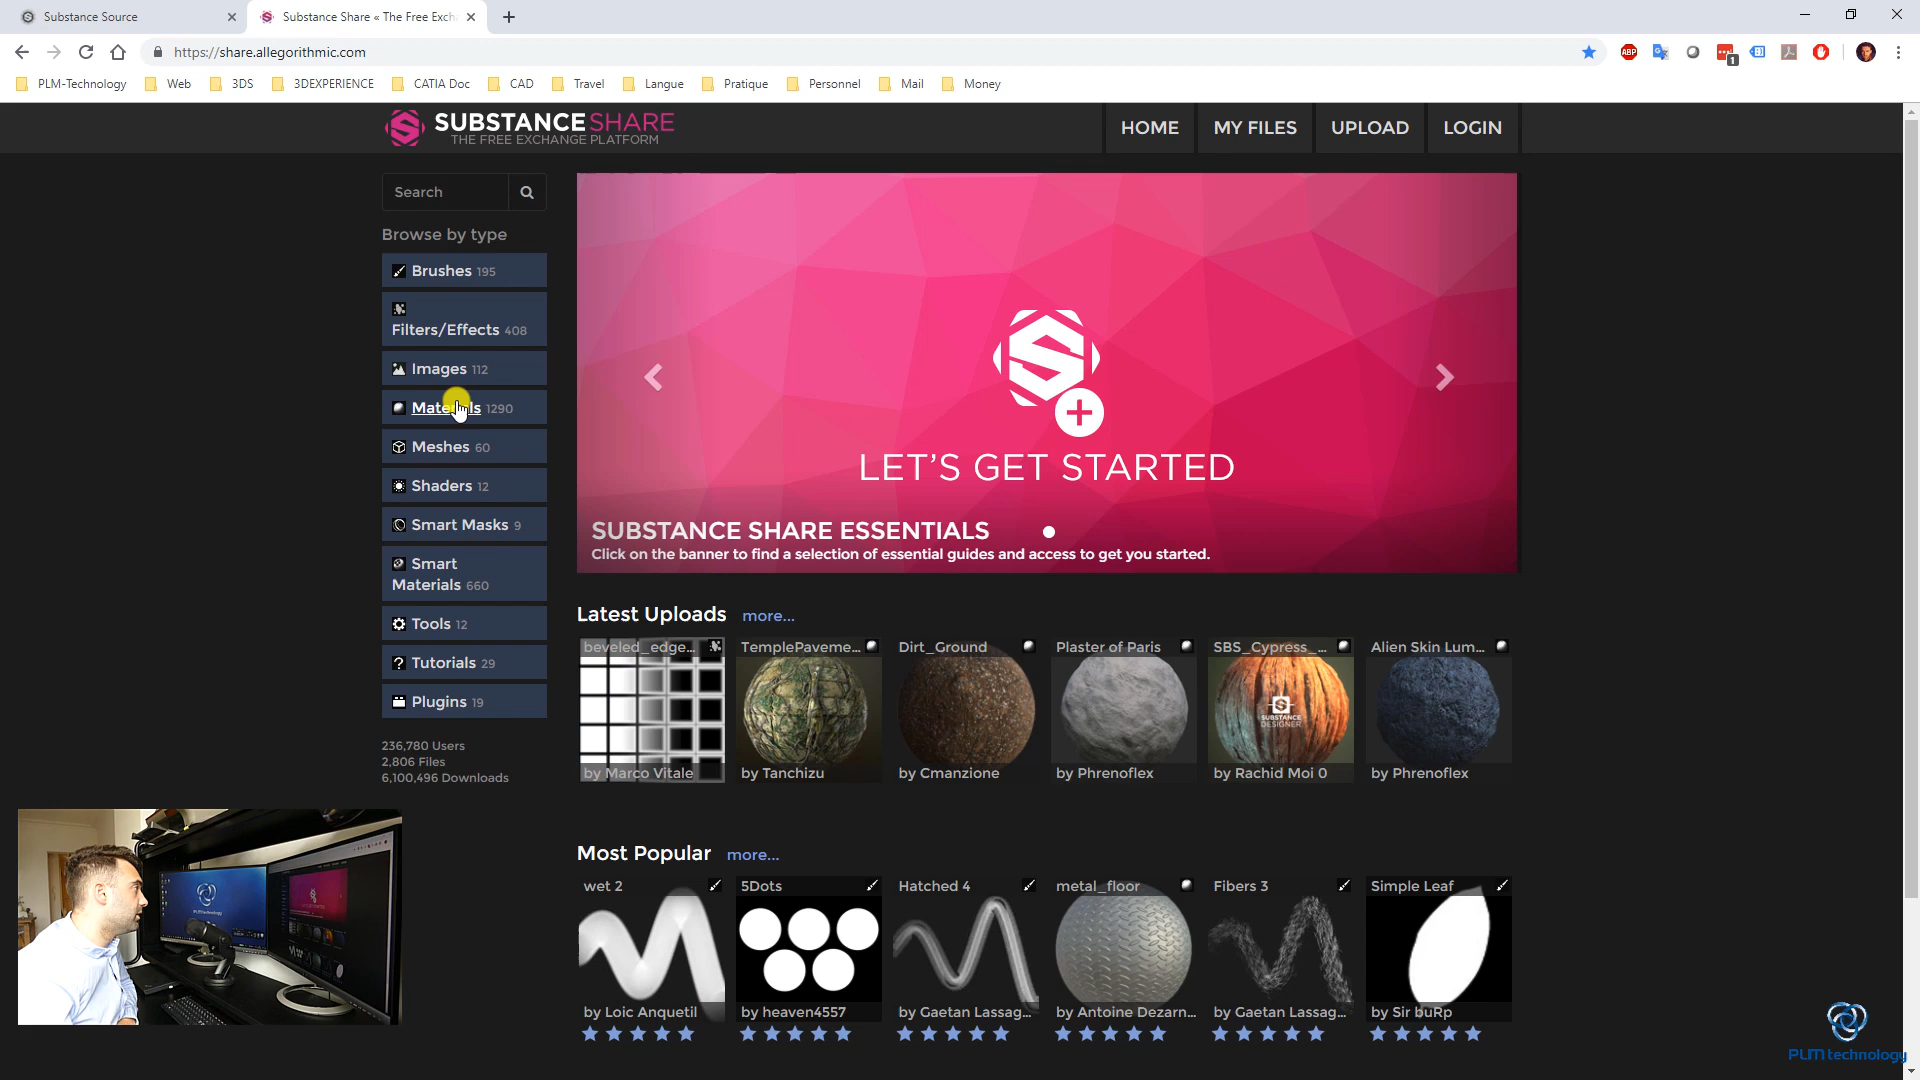 Substance Source
Substance Share « The Free Exch
https://share.allegorithmic.com
ABP
1
PLM-Technology
Web
3DS
3DEXPERIENCE
CATIA Doc
CAD
Travel
Langue
Pratique
Personnel
Mail
Money
SUBSTANCE SHARE
THE FREE EXCHANGE PLATFORM
HOME
MY FILES
UPLOAD
LOGIN
Search
Browse by type
Brushes 195
Filters/Effects 408
Images 112
Materials 1290
Meshes 60
Shaders 12
Smart Masks 9
Smart
Materials 660
Tools 12
Tutorials 29
Plugins 19
236,780 Users
2,806 Files
6,100,496 Downloads
LET'S GET STARTED
SUBSTANCE SHARE ESSENTIALS
Click on the banner to find a selection of essential guides and access to get you started.
Latest Uploads more...
beveled_edge...
TemplePaveme...
Dirt_Ground
Plaster of Paris
SBS_Cypress_...
Alien Skin Lum...
SUBSTANCE
DESIGNER
by Marco Vitale
by Tanchizu
by Cmanzione
by Phrenoflex
by Rachid Moi 0
by Phrenoflex
Most Popular more...
wet 2
5Dots
Hatched 4
metal_floor
Fibers 3
Simple Leaf
by Loic Anquetil
by heaven4557
by Gaetan Lassag...
by Antoine Dezarn...
by Gaetan Lassag...
by Sir buRp
PLM technology
PLM technology